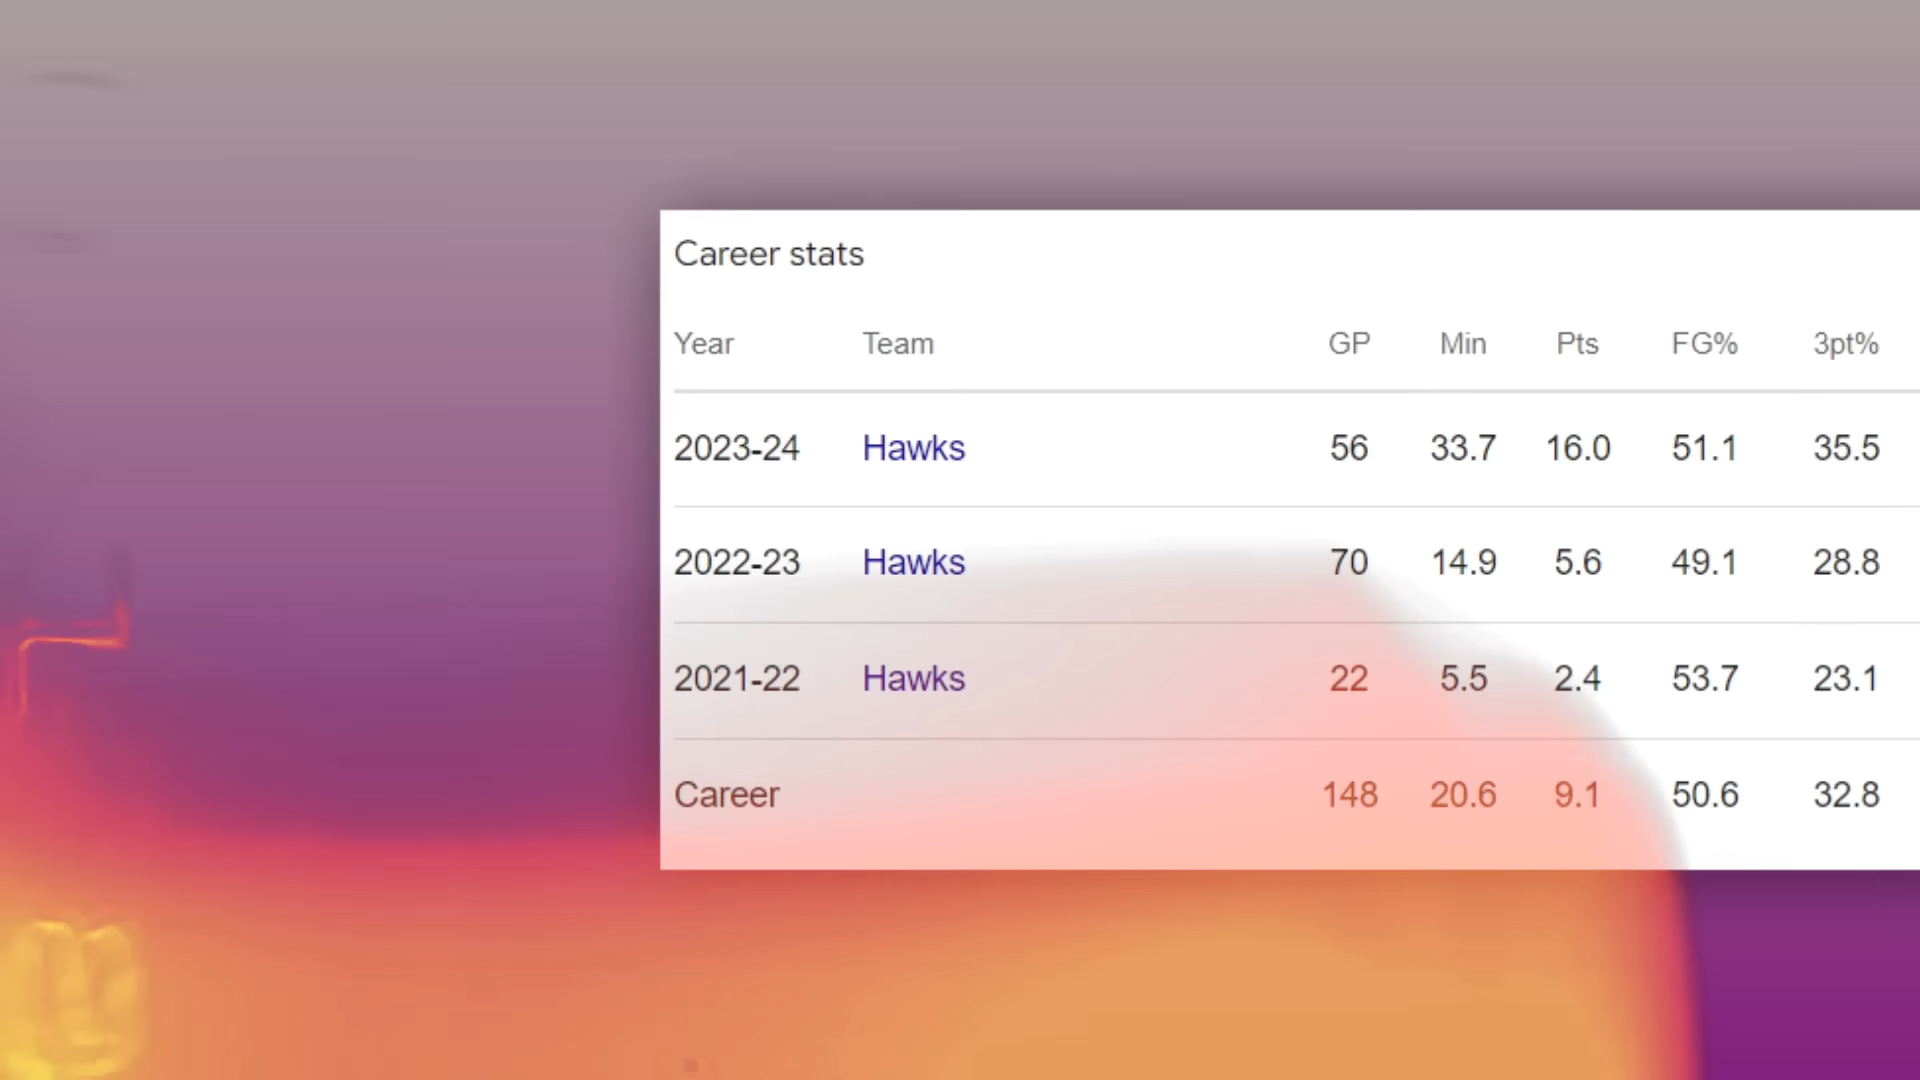 Career stats
Year Team GP Min Pts FG% 3pt%
2023-24 Hawks 56 33.7 16.0 51.1 35.5
2022-23 Hawks 70 14.9 5.6 49.1 28.8
2021-22 Hawks 22 5.5 2.4 53.7 23.1
Career 148 20.6 9.1 50.6 32.8